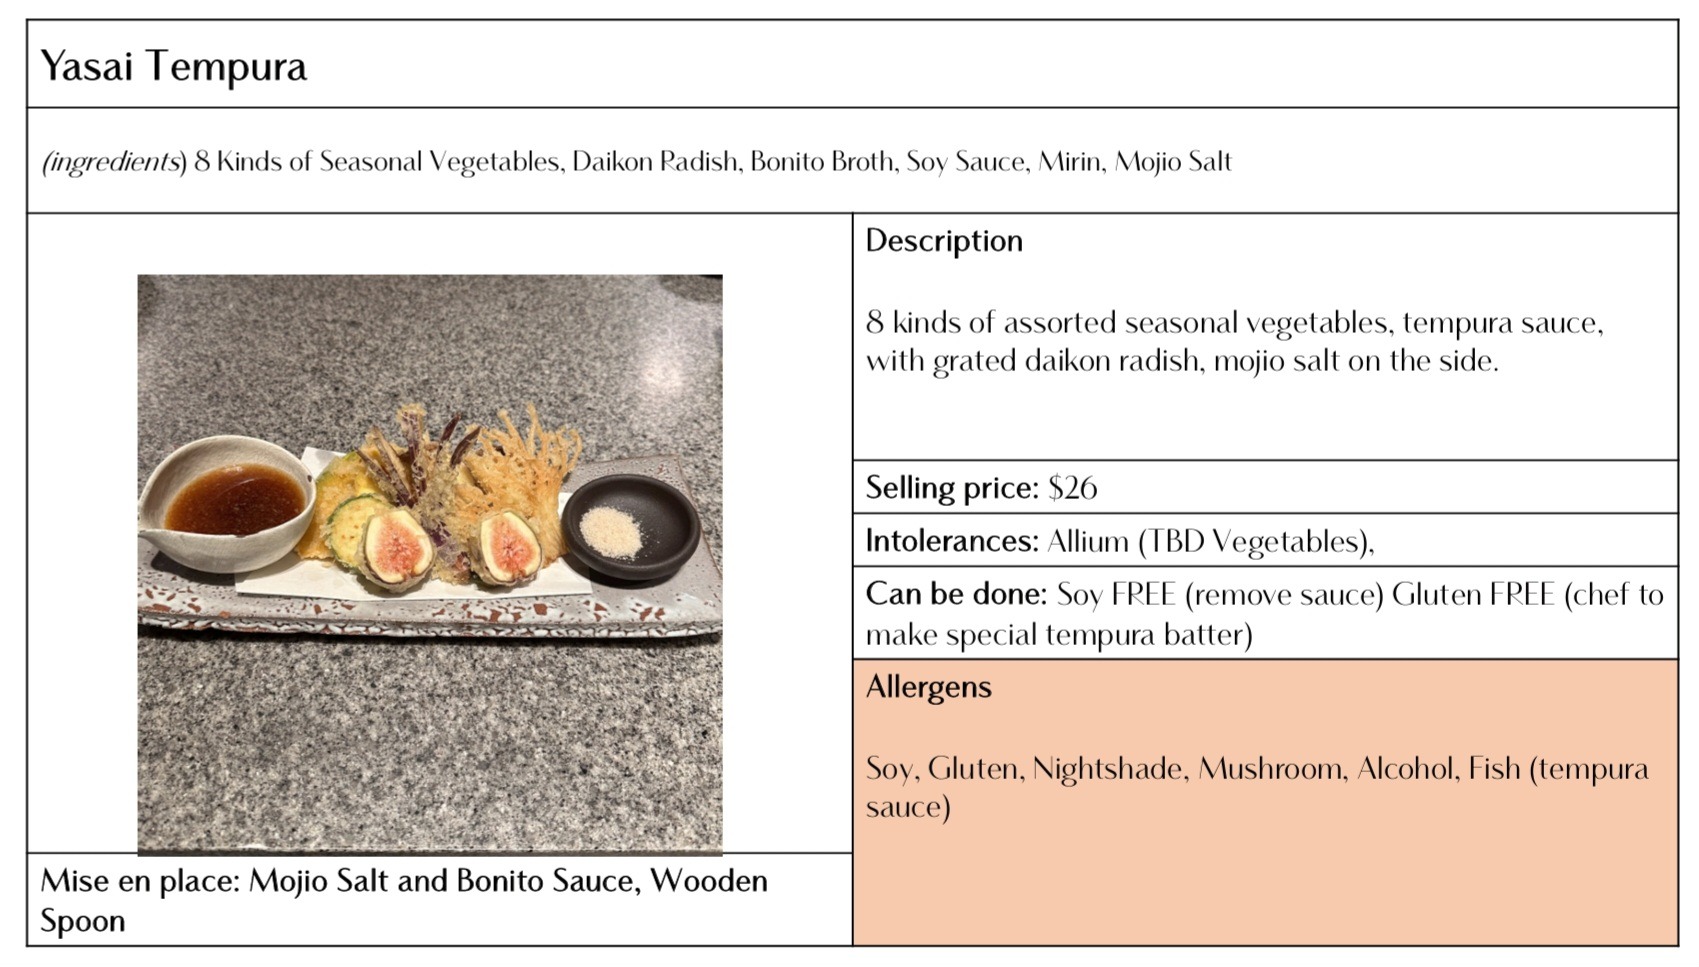 Yasai Tempura
(ingredients) 8 Kinds of Seasonal Vegetables, Daikon Radish, Bonito Broth, Soy Sauce, Mirin, Mojio Salt
Description
8 kinds of assorted seasonal vegetables, tempura sauce,
with grated daikon radish, mojio salt on the side.
Selling price: $26
Intolerances: Allium (TBD Vegetables),
Can be done: Soy FREE (remove sauce) Gluten FREE (chef to
make special tempura batter)
Allergens
Soy, Gluten, Nightshade, Mushroom, Alcohol, Fish (tempura
sauce)
Mise en place: Mojio Salt and Bonito Sauce, Wooden
Spoon